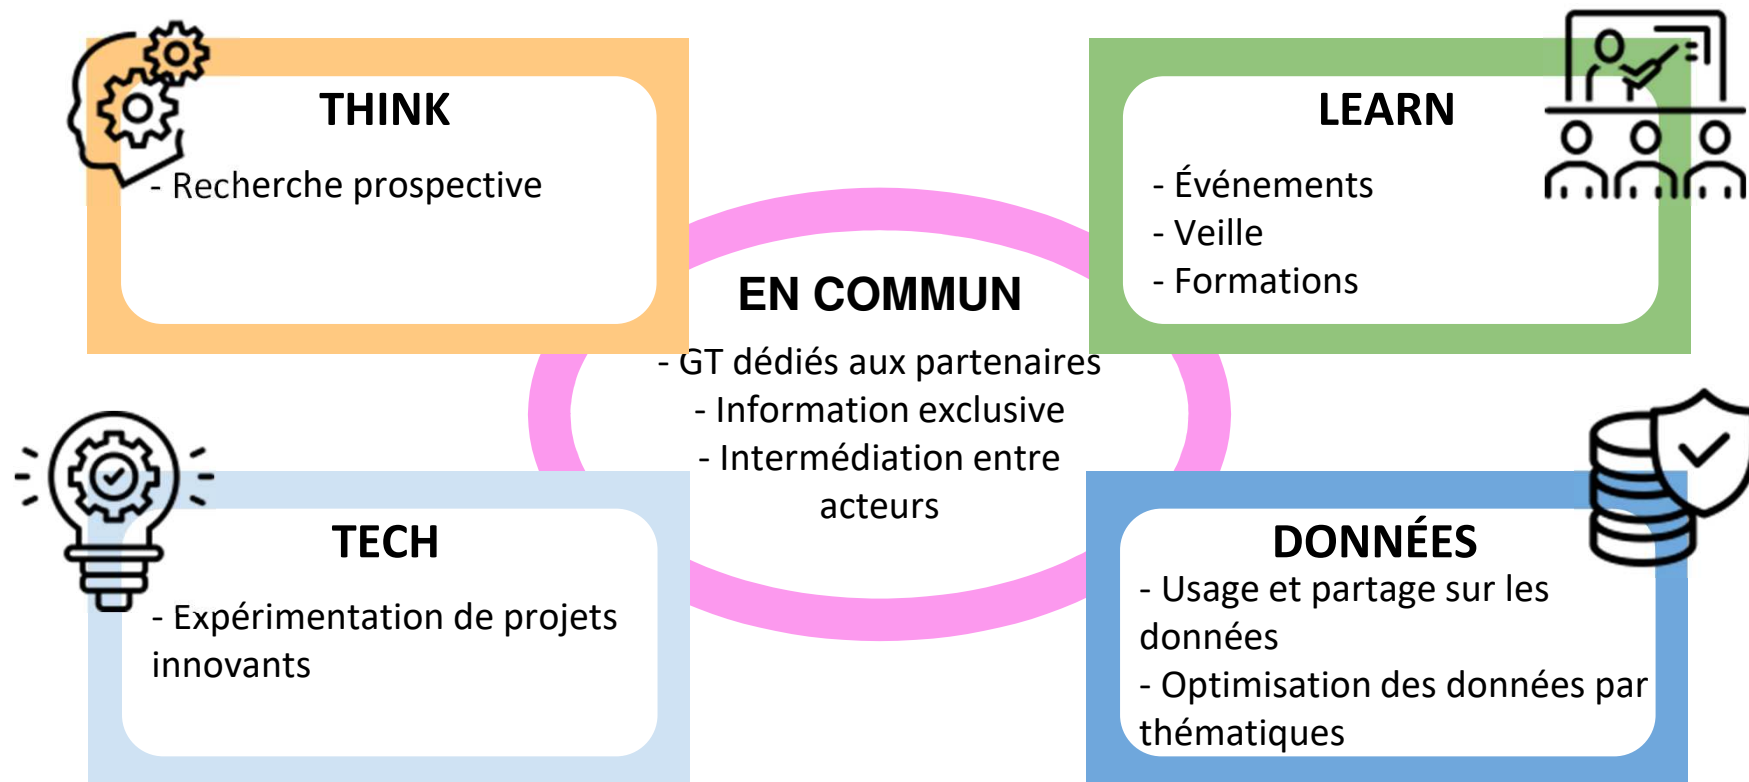 THINK
- Recherche prospective
LEARN
- Événements
- Veille
- Formations
EN COMMUN
- GT dédiés aux partenaires
- Information exclusive
- Intermédiation entre
acteurs
TECH
- Expérimentation de projets
innovants
DONNÉES
- Usage et partage sur les
données
- Optimisation des données par
thématiques